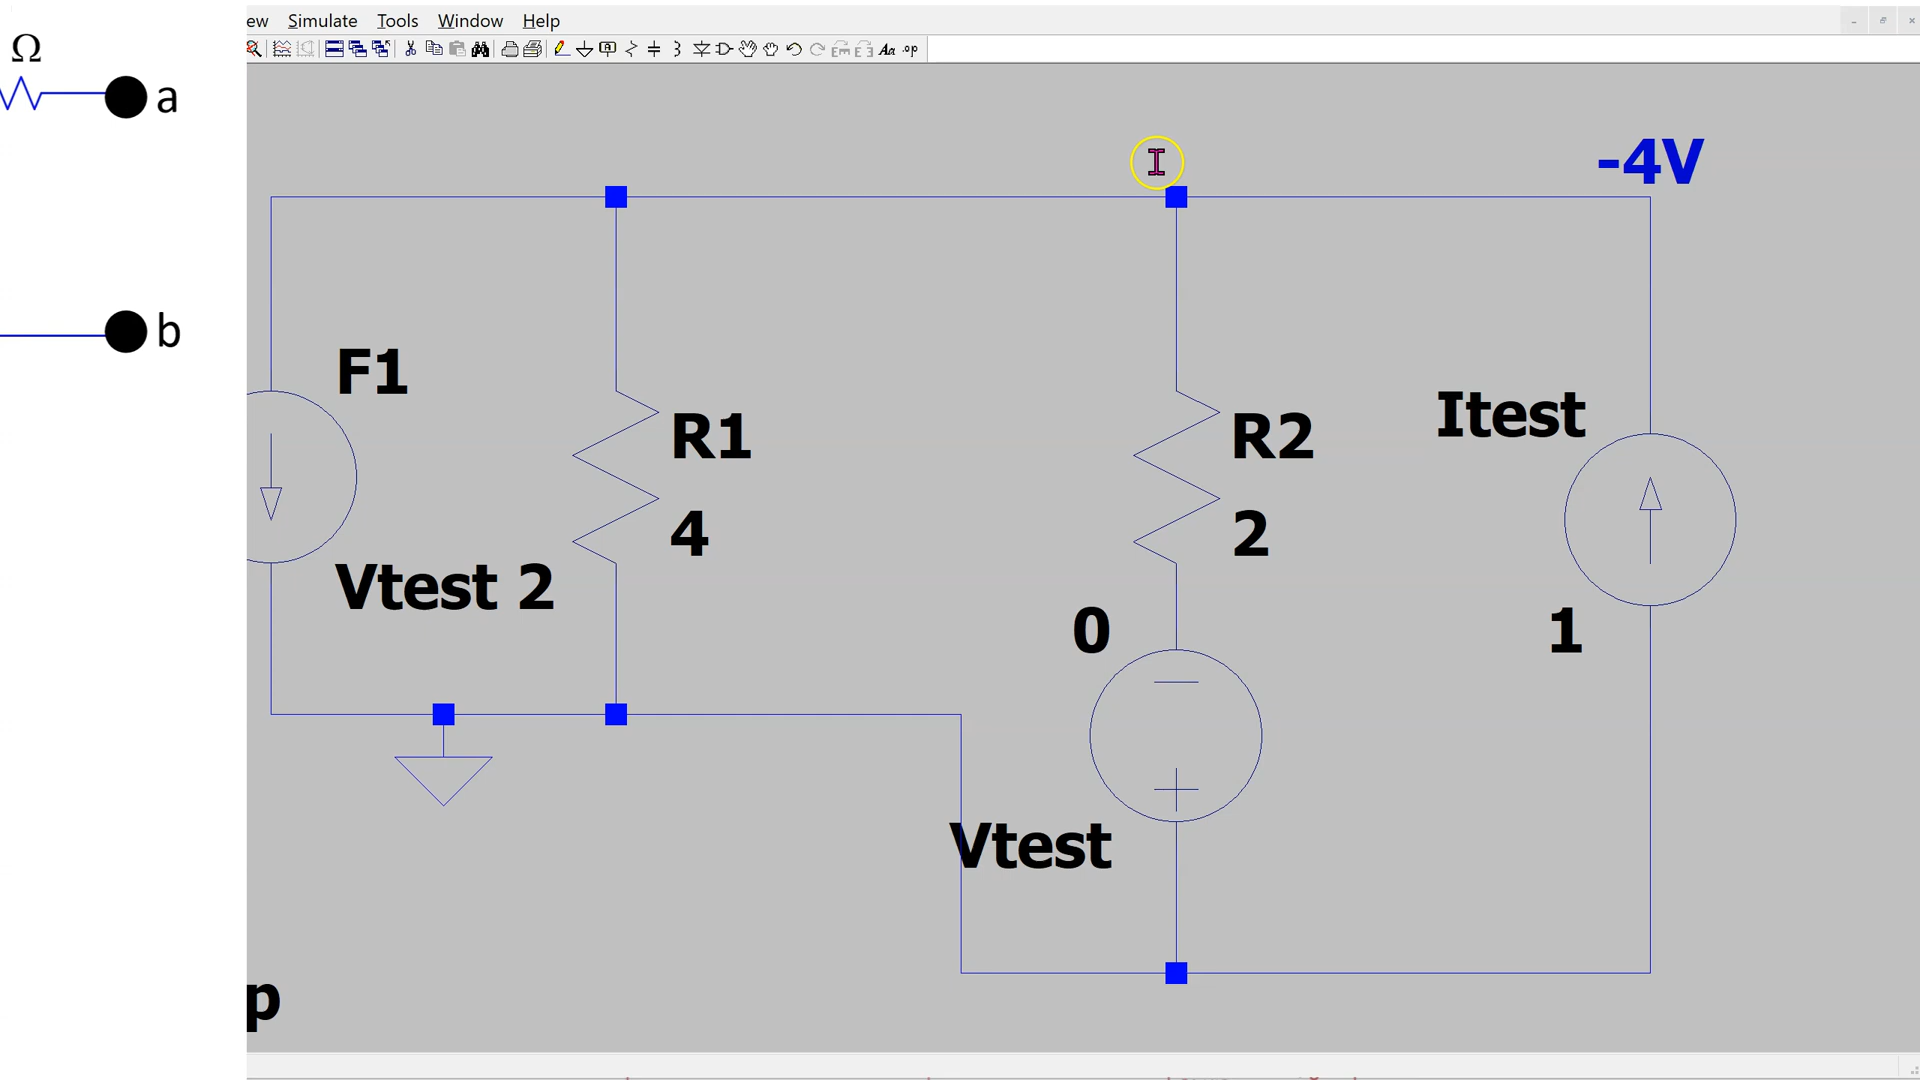 ew Simulate Tools Window Help
Ω
a
b
-4V
F1
Vtest 2
R1
4
R2
2
Itest
1
0
Vtest
p